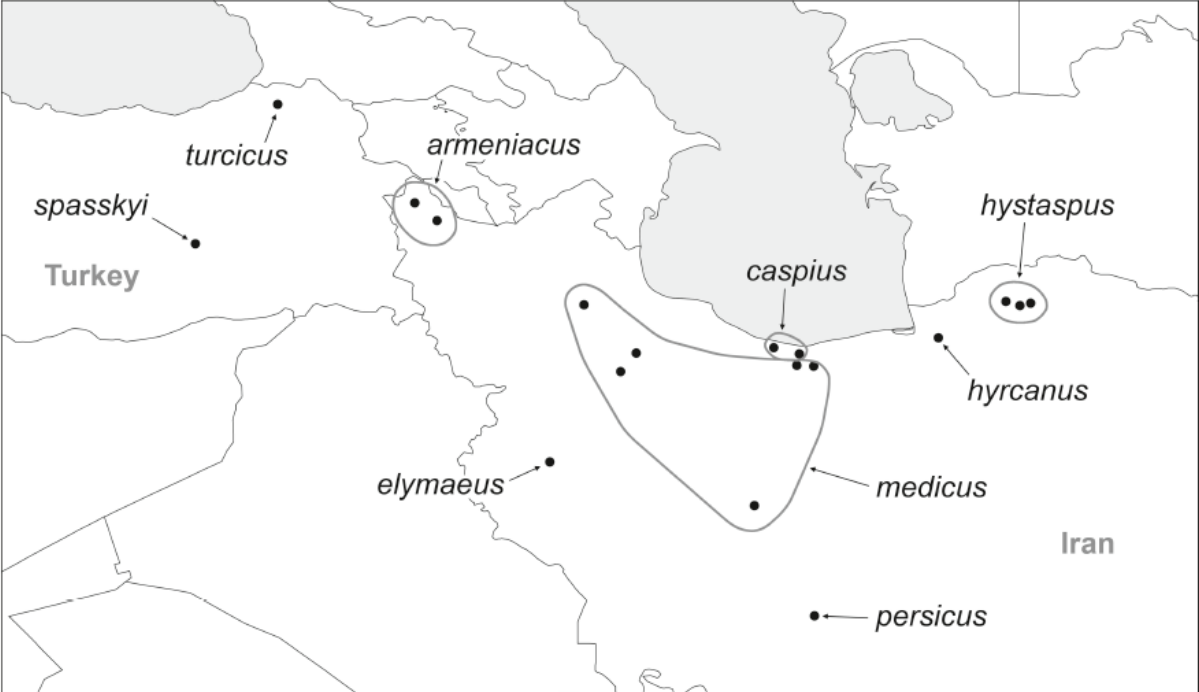 armeniacus
turcicus
spasskyi
hystaspus
Turkey
caspius
hyrcanus
elymaeus
medicus
Iran
persicus